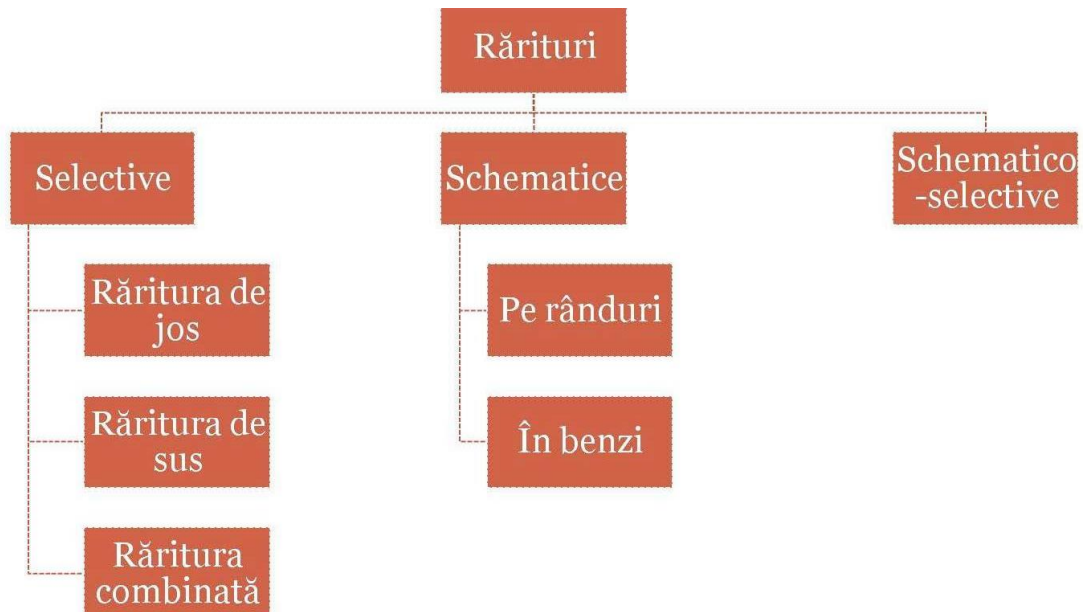 Rărituri
Selective
Schematice
Schematico
-selective
Răritura de
jos
Pe rânduri
Răritura de
sus
În benzi
Răritura
combinată